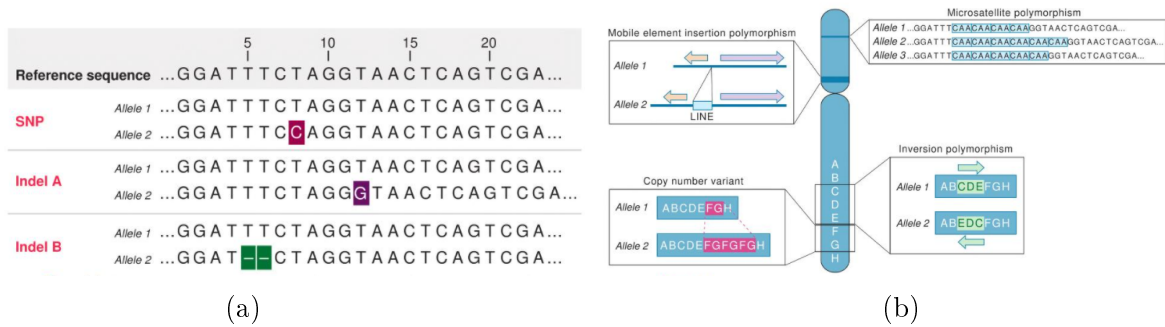 5 10 15 20
Reference sequence ...GGATTTCTAGGTAACTCAGTCGA...
SNP
Allele 1 ...GGATTTCTAGGTAACTCAGTCGA...
Allele 2 ...GGATTTCCAGGTAACTCAGTCGA...
Indel A
Allele 1 ...GGATTTCTAGGTAACTCAGTCGA...
Allele 2 ...GGATTTCTAGGGTAACTCAGTCGA...
Indel B
Allele 1 ...GGATTTCTAGGTAACTCAGTCGA...
Allele 2 ...GGAT--CTAGGTAACTCAGTCGA...
(a)
Mobile element insertion polymorphism
Allele 1
Allele 2
LINE
Microsatellite polymorphism
Allele 1 ...GGATTTCAACAACAACAAGGTAACTCAGTCGA...
Allele 2 ...GGATTTCAACAACAACAACAACAAGGTAACTCAGTCGA...
Allele 3 ...GGATTTCAACAACAACAACAAGGTAACTCAGTCGA...
Copy number variant
Allele 1 ABCDEFGH
Allele 2 ABCDEFGFGFGH
A
B
C
D
E
F
G
H
Inversion polymorphism
Allele 1 ABCDEFGH
Allele 2 ABEDCFGH
(b)